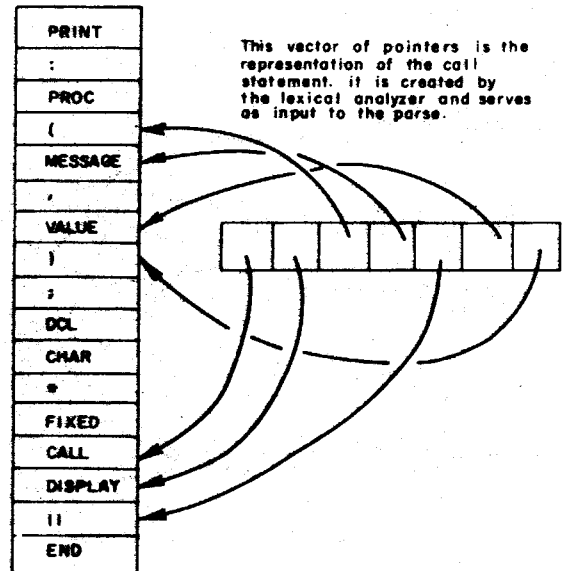 PRINT
:
PROC
(
MESSAGE
,
VALUE
)
;
DCL
CHAR
*
FIXED
CALL
DISPLAY
||
END
This vector of pointers is the
representation of the call
statement. it is created by
the lexical analyzer and serves
as input to the parse.